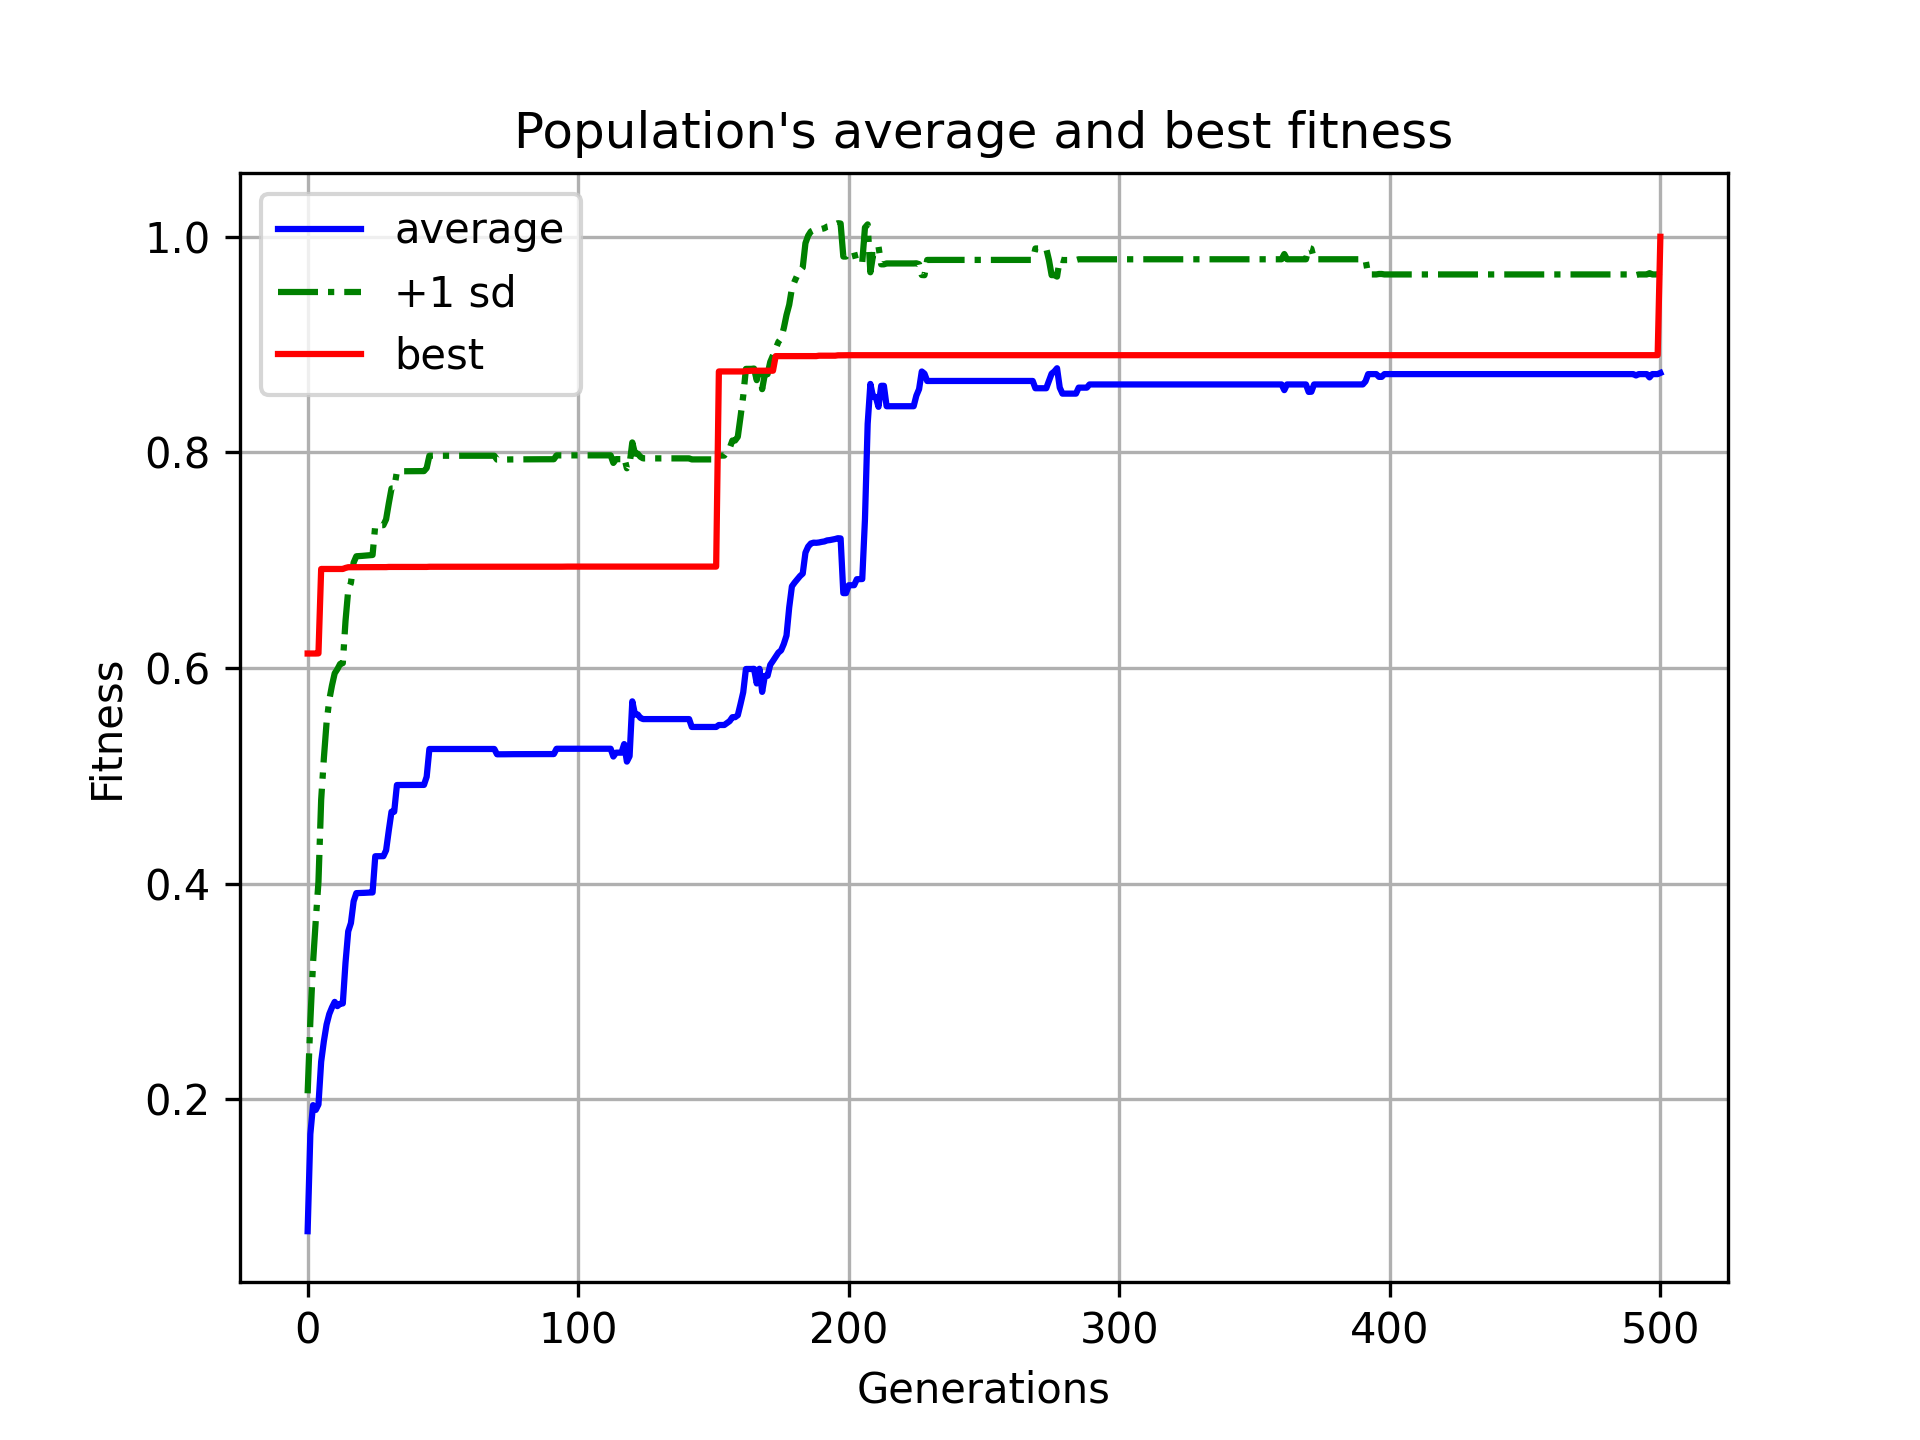 Population's average and best fitness
average
+1 sd
best
1.0
0.8
0.6
0.4
0.2
Fitness
0 100 200 300 400 500
Generations